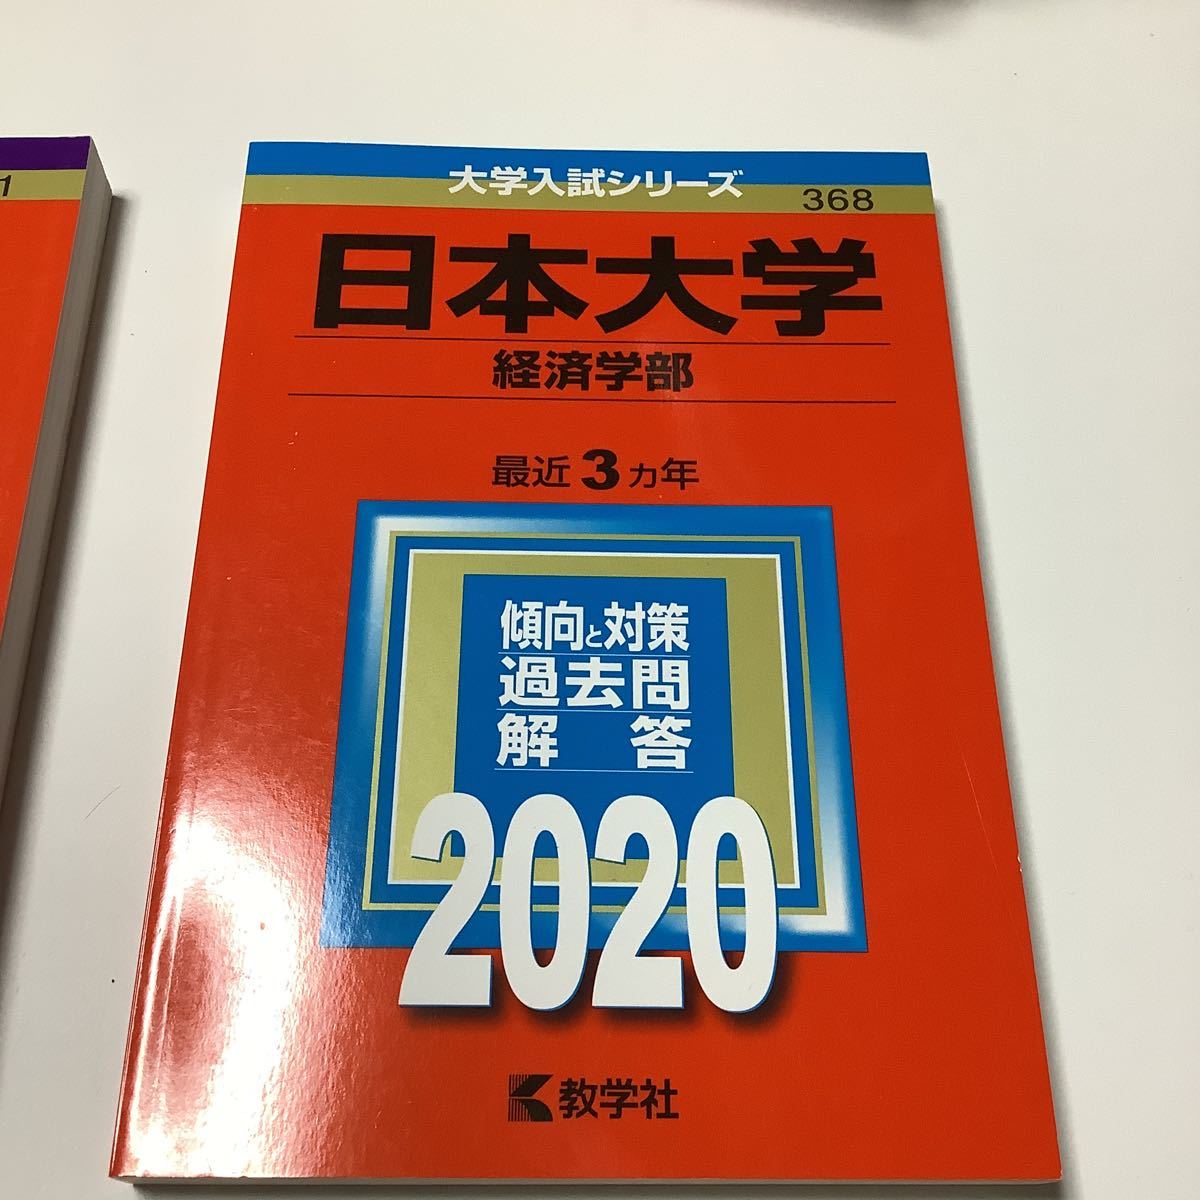 大学入試シリーズ
368
日本大学
経済学部
最近3カ年
傾向と対策
過去問
解答
2020
教学社
1